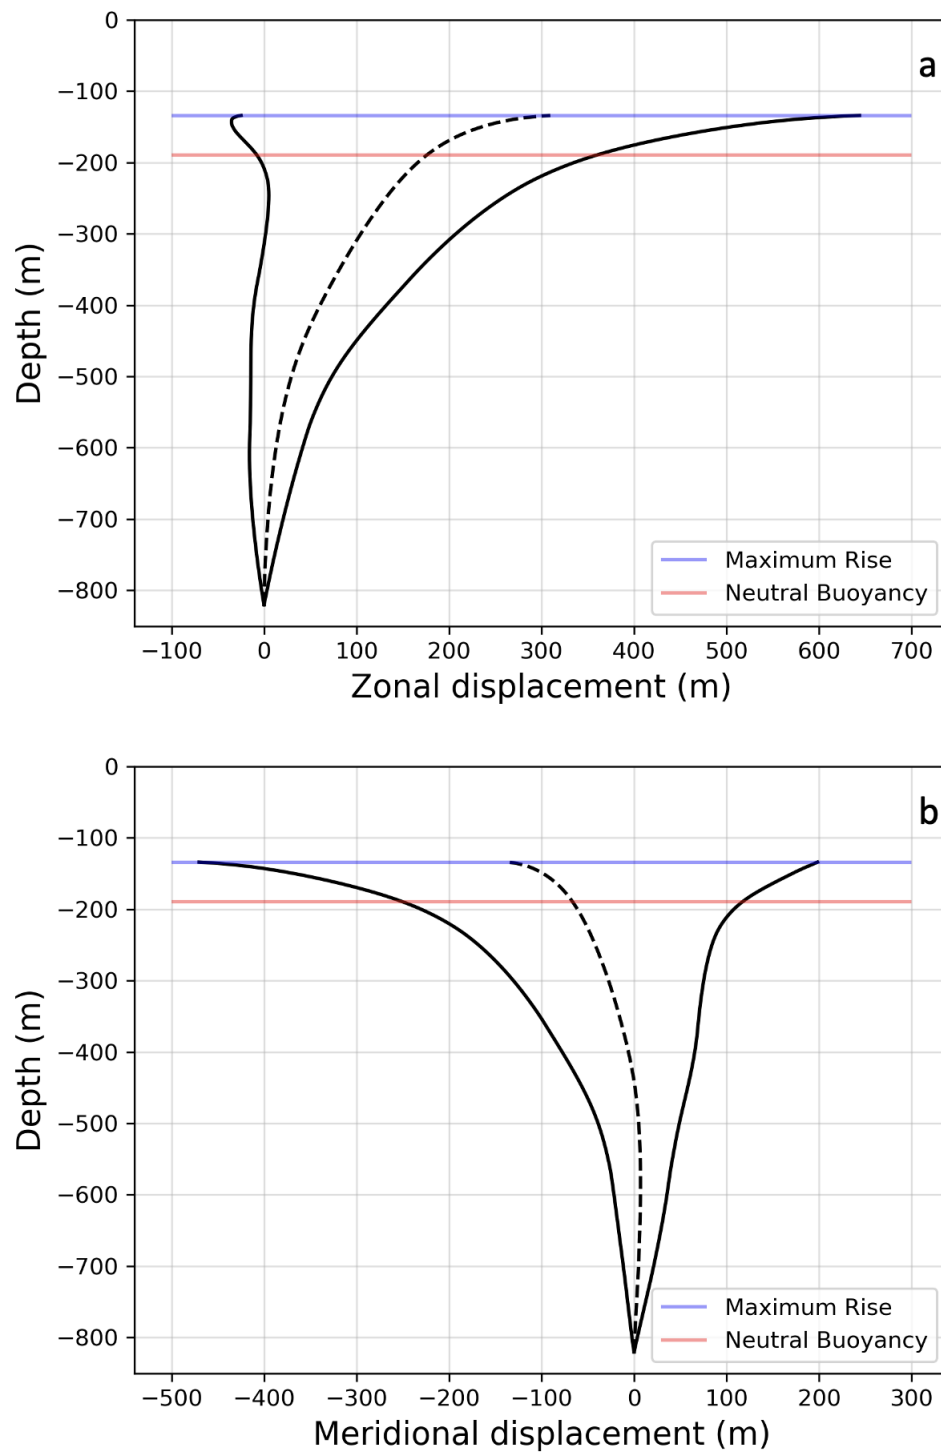 a
0
−100
−200
−300
−400
−500
−600
−700
−800
Depth (m)
Maximum Rise
Neutral Buoyancy
−100 0 100 200 300 400 500 600 700
Zonal displacement (m)
b
0
−100
−200
−300
−400
−500
−600
−700
−800
Depth (m)
Maximum Rise
Neutral Buoyancy
−500 −400 −300 −200 −100 0 100 200 300
Meridional displacement (m)